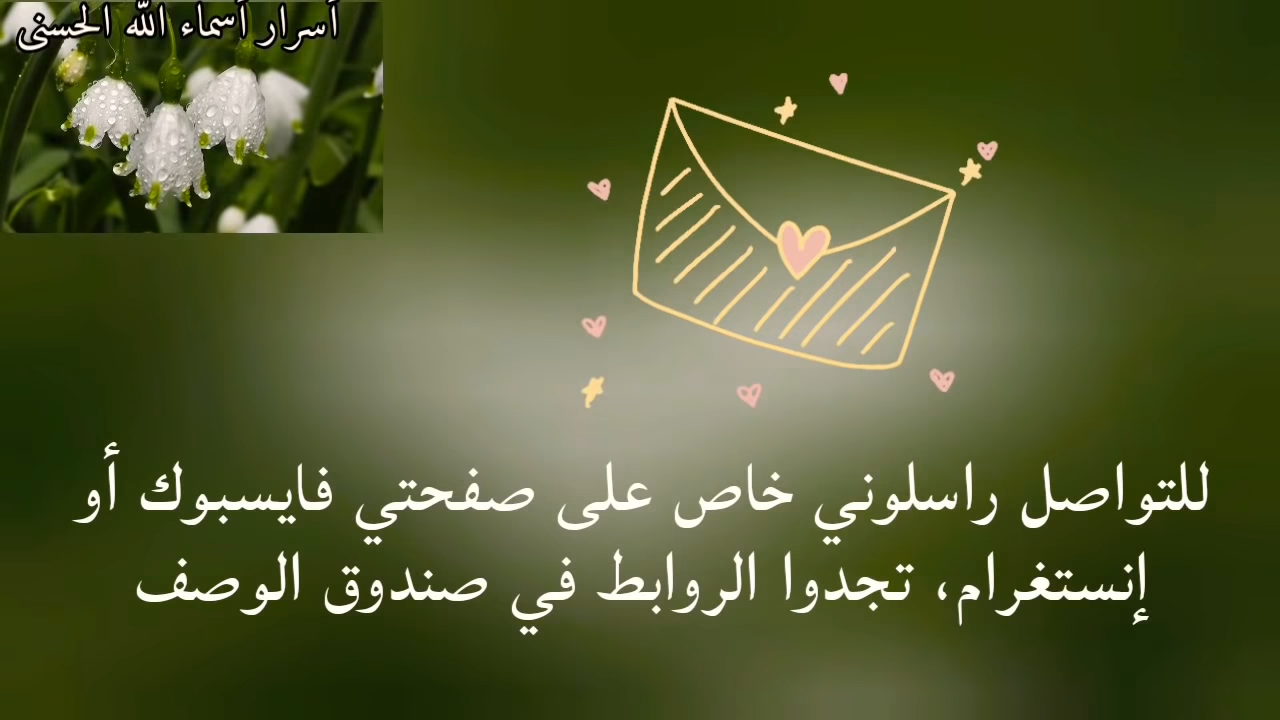 أسرار أسماء الله الحسنى
للتواصل راسلوني خاص على صفحتي فايسبوك أو
إنستغرام، تجدوا الروابط في صندوق الوصف